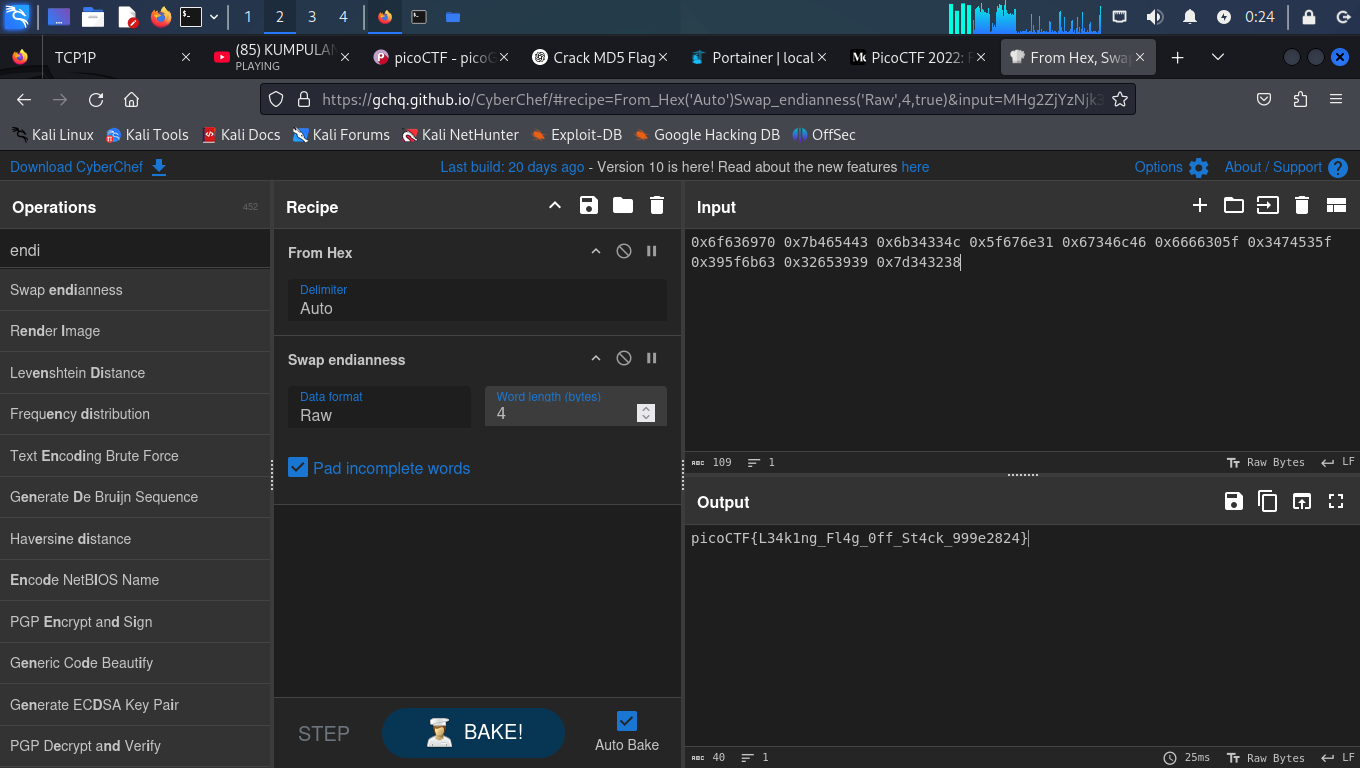 1 2 3 4
0:24
TCP1P
(85) KUMPULAN
PLAYING
picoCTF - picoG
Crack MD5 Flag
Portainer | local
PicoCTF 2022: F
From Hex, Swap
https://gchq.github.io/CyberChef/#recipe=From_Hex('Auto')Swap_endianness('Raw',4,true)&input=MHg2ZjYzNjk3
Kali Linux Kali Tools Kali Docs Kali Forums Kali NetHunter Exploit-DB Google Hacking DB OffSec
Download CyberChef
Last build: 20 days ago - Version 10 is here! Read about the new features here
Options
About / Support
Operations
452
endi
Swap endianness
Render Image
Levenshtein Distance
Frequency distribution
Text Encoding Brute Force
Generate De Bruijn Sequence
Haversine distance
Encode NetBIOS Name
PGP Encrypt and Sign
Generic Code Beautify
Generate ECDSA Key Pair
PGP Decrypt and Verify
Recipe
From Hex
Delimiter
Auto
Swap endianness
Data format
Raw
Word length (bytes)
4
Pad incomplete words
STEP
BAKE!
Auto Bake
Input
0x6f636970 0x7b465443 0x6b34334c 0x5f676e31 0x67346c46 0x6666305f 0x3474535f
0x395f6b63 0x32653939 0x7d343238
ABC 109 1
Tт Raw Bytes LF
Output
picoCTF{L34k1ng_Fl4g_0ff_St4ck_999e2824}
ABC 40 1
25ms Tт Raw Bytes LF